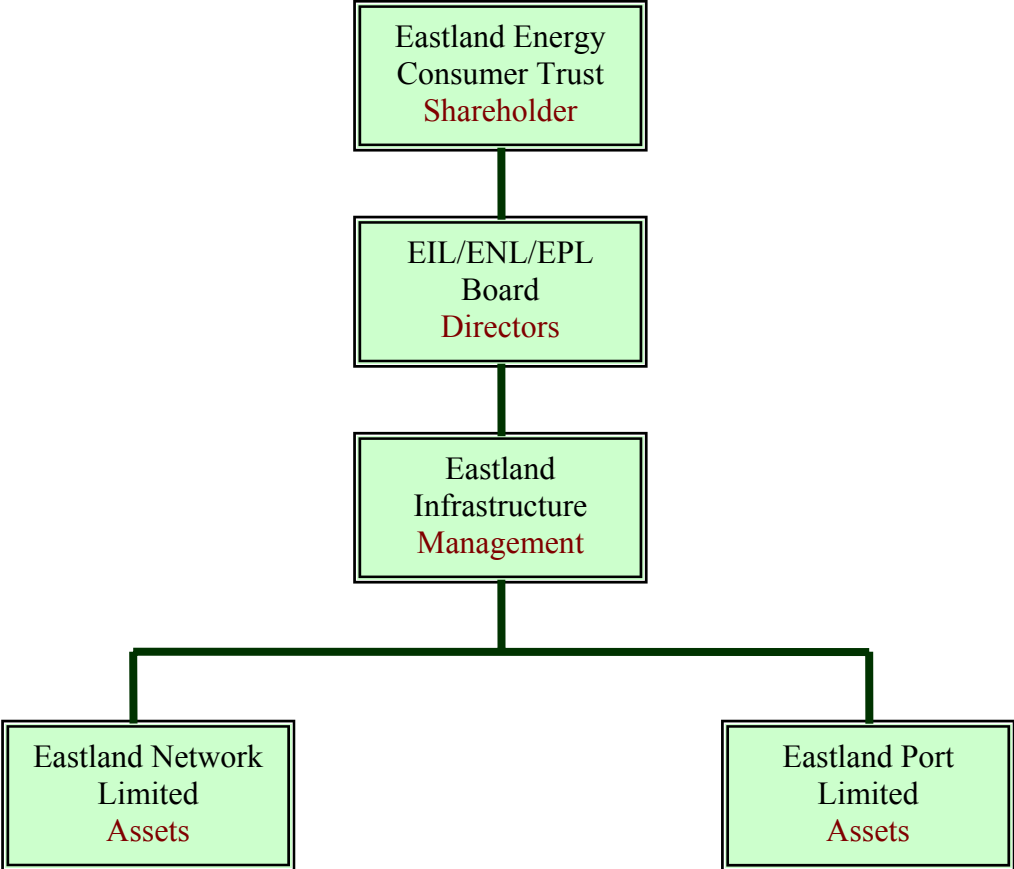 Eastland Energy
Consumer Trust
Shareholder
EIL/ENL/EPL
Board
Directors
Eastland
Infrastructure
Management
Eastland Network
Limited
Assets
Eastland Port
Limited
Assets